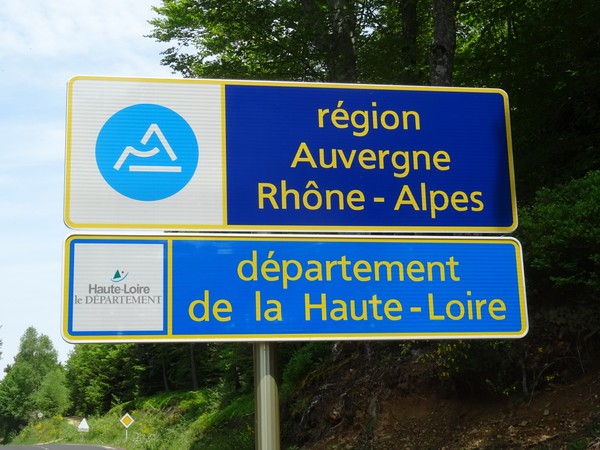 région
Auvergne
Rhône - Alpes
Haute-Loire
le DÉPARTEMENT
département
de la Haute-Loire